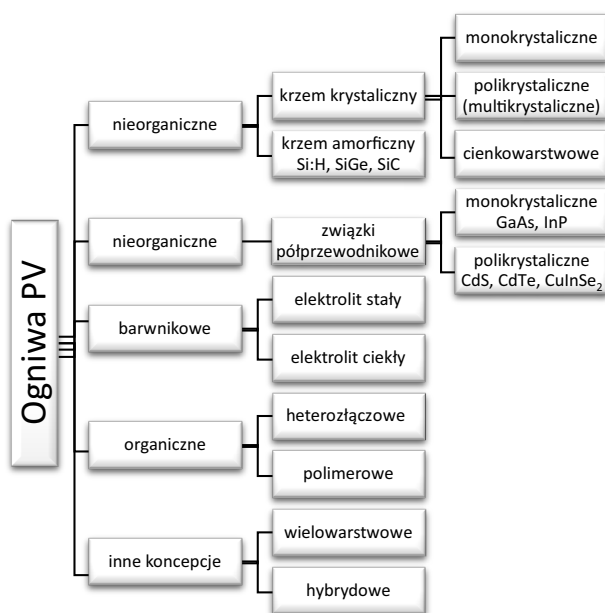 Ogniwa PV
nieorganiczne
krzem krystaliczny
monokrystaliczne
polikrystaliczne
(multikrystaliczne)
cienkowarstwowe
krzem amorficzny
Si:H, SiGe, SiC
nieorganiczne
związki
półprzewodnikowe
monokrystaliczne
GaAs, InP
polikrystaliczne
CdS, CdTe, CuInSe₂
barwnikowe
elektrolit stały
elektrolit ciekły
organiczne
heterozłączowe
polimerowe
inne koncepcje
wielowarstwowe
hybrydowe